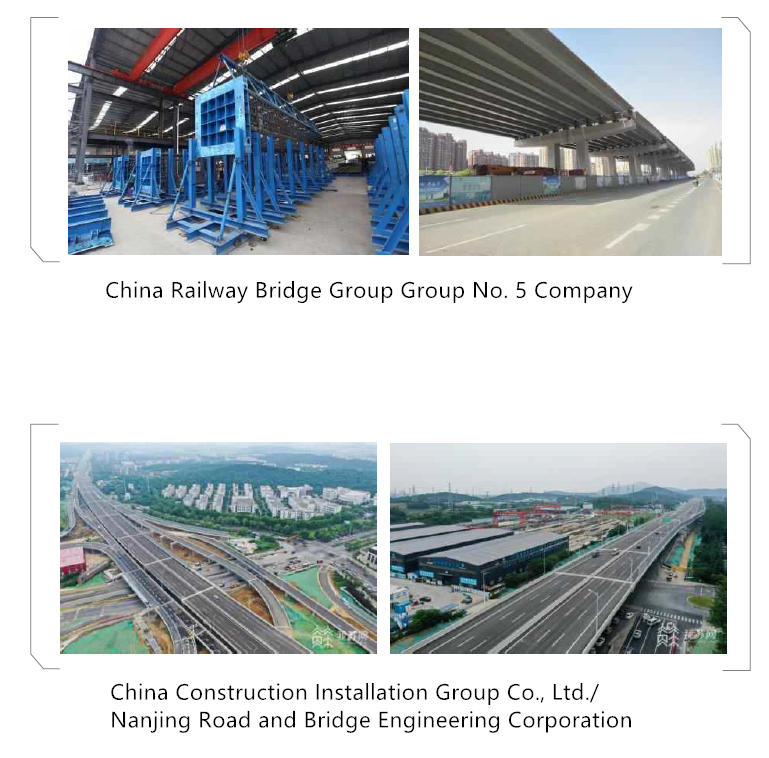 China Railway Bridge Group Group No. 5 Company
China Construction Installation Group Co., Ltd./
Nanjing Road and Bridge Engineering Corporation